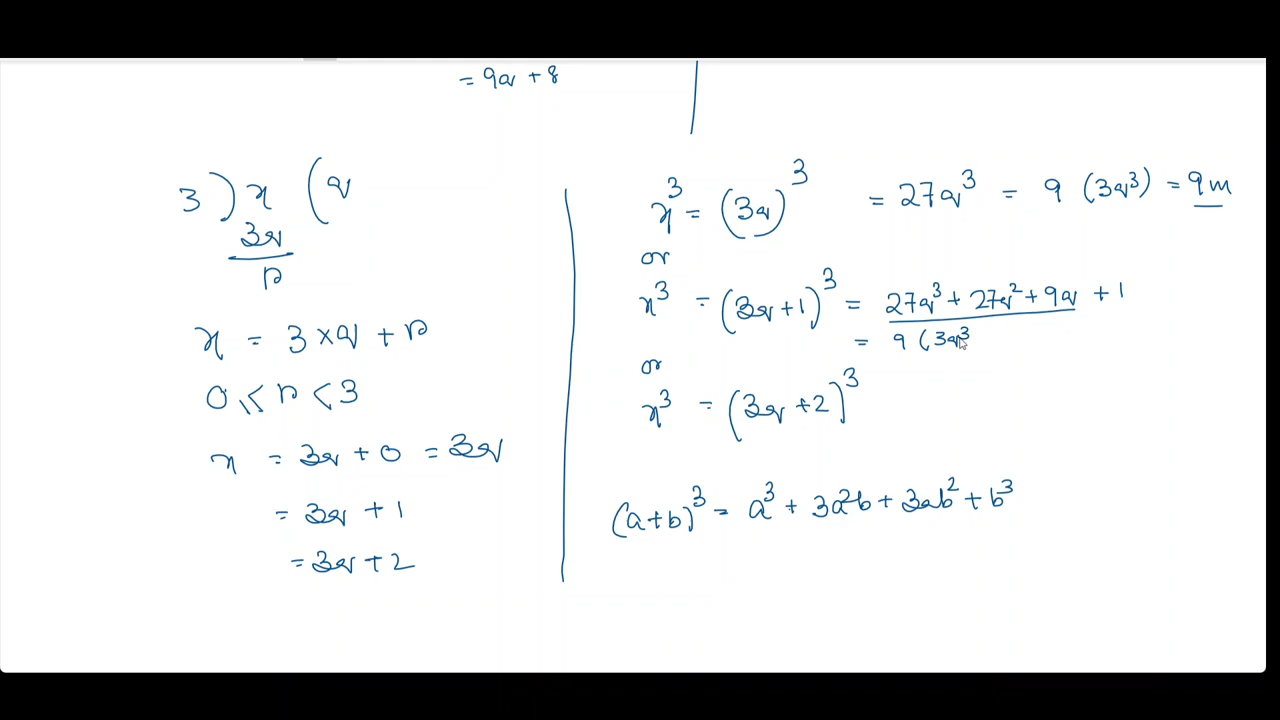 = 9q + 8
3 ) x ( q
3q
r
x = 3 × q + r
0 ≤ r < 3
x = 3q + 0 = 3q
= 3q + 1
= 3q + 2
x³ = (3q)³ = 27q³ = 9 (3q³) = 9m
or
x³ = (3q + 1)³ = 27q³ + 27q² + 9q + 1
= 9 (3q³
or
x³ = (3q + 2)³
(a+b)³ = a³ + 3a²b + 3ab² + b³